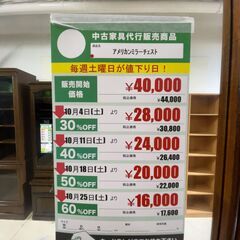 中古家具代行販売商品
アメリカンミラーチェスト
毎週土曜日が値下り日！
販売開始価格 ¥40,000
税込価格 ¥44,000
10月4日(土)より 30%OFF ¥28,000
税込価格 ¥30,800
10月11日(土)より 40%OFF ¥24,000
税込価格 ¥26,400
10月18日(土)より 50%OFF ¥20,000
税込価格 ¥22,000
10月25日(土)より 60%OFF ¥16,000
税込価格 ¥17,600